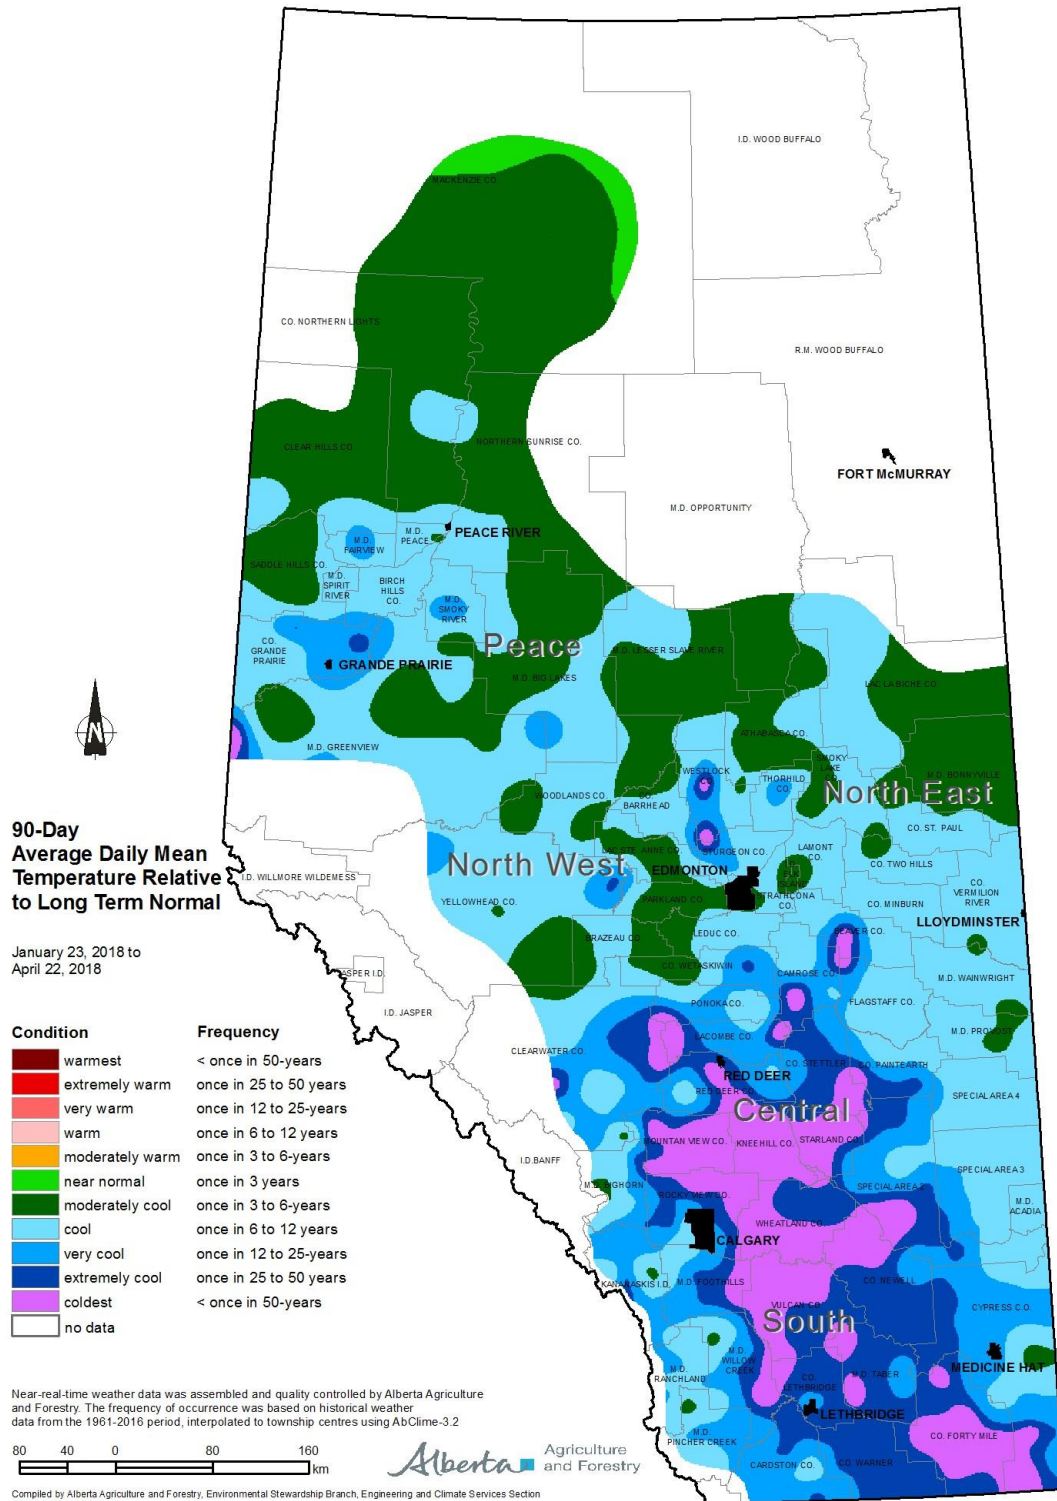 I.D. WOOD BUFFALO
MACKENZIE CO.
CO. NORTHERN LIGHTS
R.M. WOOD BUFFALO
CLEAR HILLS CO.
NORTHERN SUNRISE CO.
FORT McMURRAY
M.D. OPPORTUNITY
PEACE RIVER
M.D.
PEACE
M.D.
FAIRVIEW
SADDLE HILLS CO.
M.D.
SPIRIT
RIVER
BIRCH
HILLS
CO.
M.D.
SMOKY
RIVER
CO.
GRANDE
PRAIRIE
GRANDE PRAIRIE
Peace
M.D. LESSER SLAVE RIVER
M.D. BIG LAKES
LAC LA BICHE CO.
M.D. GREENVIEW
ATHABASCA CO.
WESTLOCK
CO.
THORHILD
CO.
SMOKY
LAKE
CO.
M.D. BONNYVILLE
North East
WOODLANDS CO.
CO.
BARRHEAD
CO. ST. PAUL
90-Day
Average Daily Mean
Temperature Relative
to Long Term Normal
N
North West
LAC STE. ANNE CO.
STURGEON CO.
LAMONT
CO.
CO. TWO HILLS
I.D. WILLMORE WILDERNESS
EDMONTON
ELK
ISLAND
YELLOWHEAD CO.
PARKLAND CO.
STRATHCONA
CO.
CO. MINBURN
CO.
VERMILION
RIVER
LLOYDMINSTER
January 23, 2018 to
April 22, 2018
BRAZEAU CO.
LEDUC CO.
BEAVER CO.
CO. WETASKIWIN
CAMROSE CO.
M.D. WAINWRIGHT
JASPER I.D.
I.D. JASPER
PONOKA CO.
FLAGSTAFF CO.
LACOMBE CO.
M.D. PROVOST
CLEARWATER CO.
RED DEER
CO. STETTLER
CO. PAINTEARTH
RED DEER CO.
SPECIAL AREA 4
Central
MOUNTAIN VIEW CO.
KNEEHILL CO.
STARLAND CO.
I.D. BANFF
SPECIAL AREA 3
M.D. BIGHORN
ROCKY VIEW CO.
SPECIAL AREA 2
M.D.
ACADIA
WHEATLAND CO.
CALGARY
KANANASKIS I.D.
M.D. FOOTHILLS
CO. NEWELL
VULCAN CO.
CYPRESS CO.
South
M.D.
WILLOW
CREEK
MEDICINE HAT
M.D.
RANCHLAND
CO.
LETHBRIDGE
M.D. TABER
LETHBRIDGE
M.D.
PINCHER CREEK
CO. FORTY MILE
CARDSTON CO.
CO. WARNER
Condition Frequency
warmest < once in 50-years
extremely warm once in 25 to 50 years
very warm once in 12 to 25-years
warm once in 6 to 12 years
moderately warm once in 3 to 6-years
near normal once in 3 years
moderately cool once in 3 to 6-years
cool once in 6 to 12 years
very cool once in 12 to 25-years
extremely cool once in 25 to 50 years
coldest < once in 50-years
no data
Near-real-time weather data was assembled and quality controlled by Alberta Agriculture
and Forestry. The frequency of occurrence was based on historical weather
data from the 1961-2016 period, interpolated to township centres using AbClime-3.2
80 40 0 80 160
km
Alberta
Agriculture
and Forestry
Compiled by Alberta Agriculture and Forestry, Environmental Stewardship Branch, Engineering and Climate Services Section